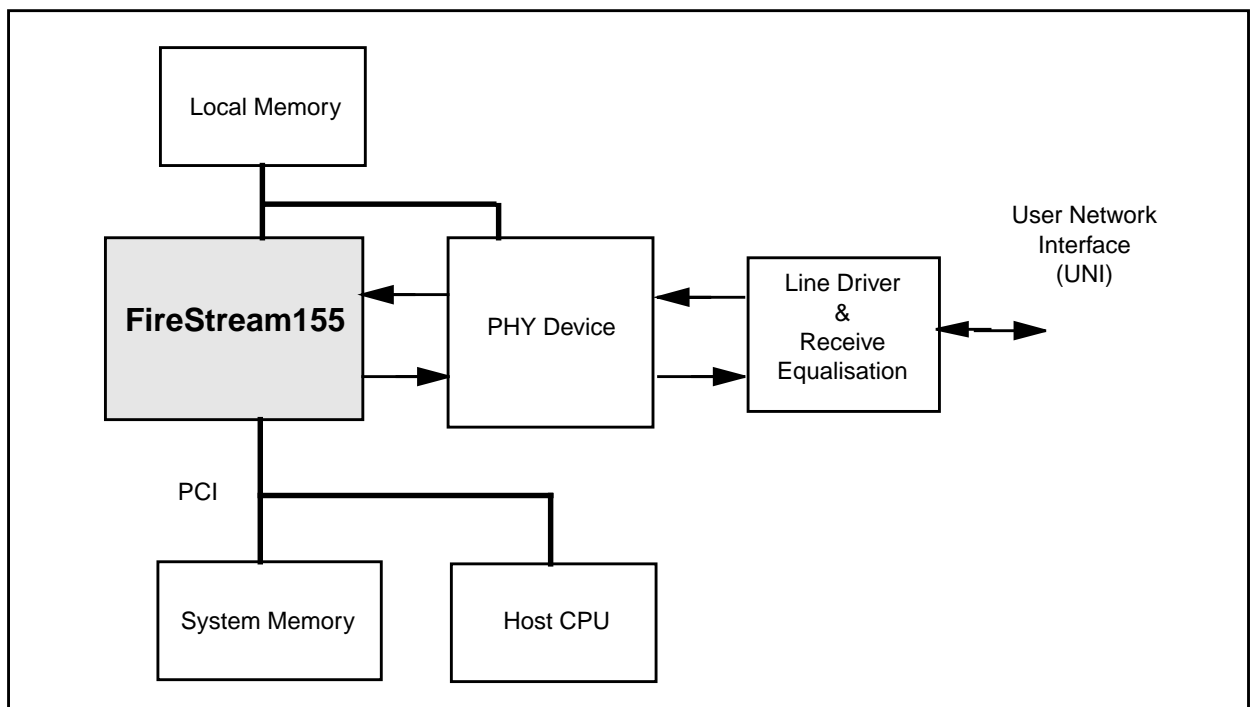 Local Memory
User Network
Interface
(UNI)
FireStream155
PHY Device
Line Driver
&
Receive
Equalisation
PCI
System Memory
Host CPU